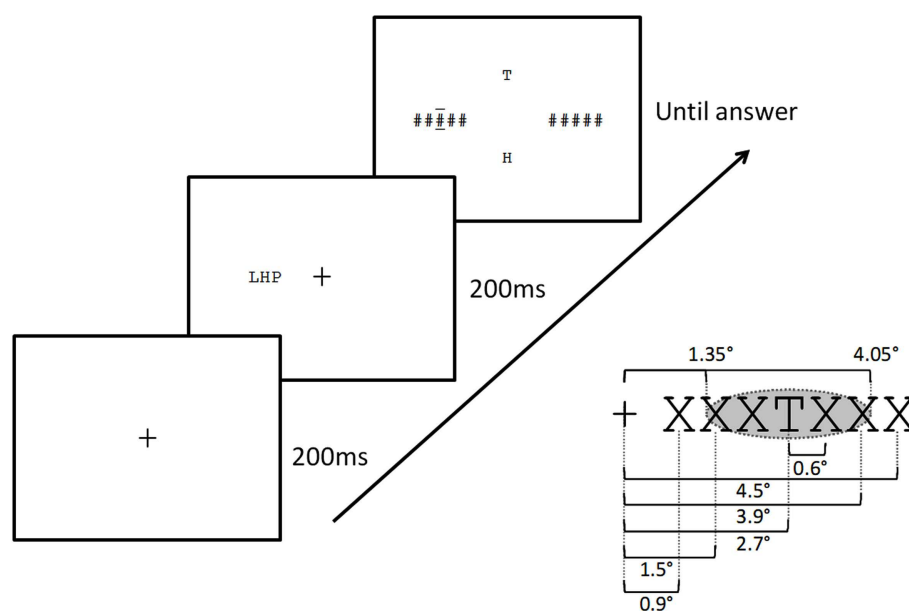 T
##### #####
H
Until answer
LHP +
200ms
+
200ms
1.35° 4.05°
+ XXXTXXX
0.6°
4.5°
3.9°
2.7°
1.5°
0.9°